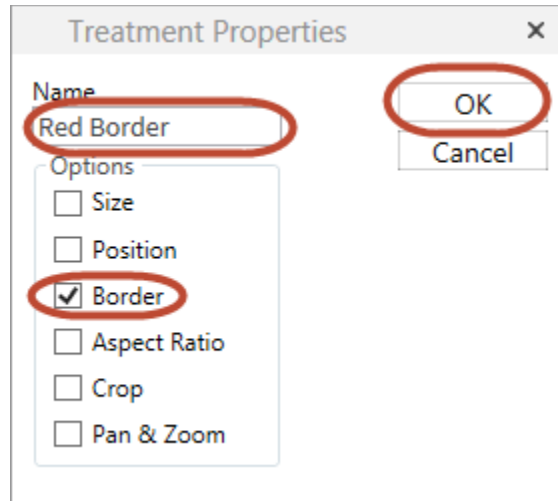 Treatment Properties
Name
OK
Red Border
Cancel
Options
Size
Position
Border
Aspect Ratio
Crop
Pan & Zoom